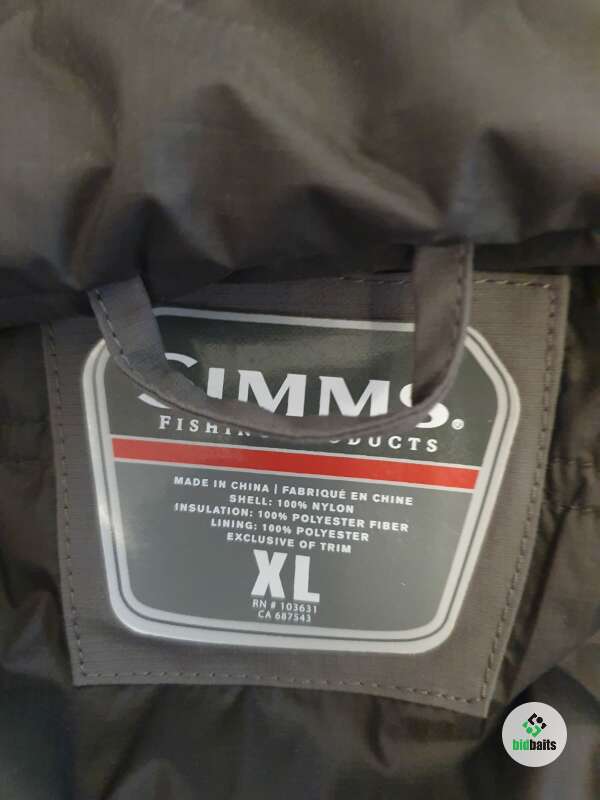 SIMMS®
FISHING PRODUCTS
MADE IN CHINA | FABRIQUÉ EN CHINE
SHELL: 100% NYLON
INSULATION: 100% POLYESTER FIBER
LINING: 100% POLYESTER
EXCLUSIVE OF TRIM
XL
RN # 103631
CA 687543
bidbaits